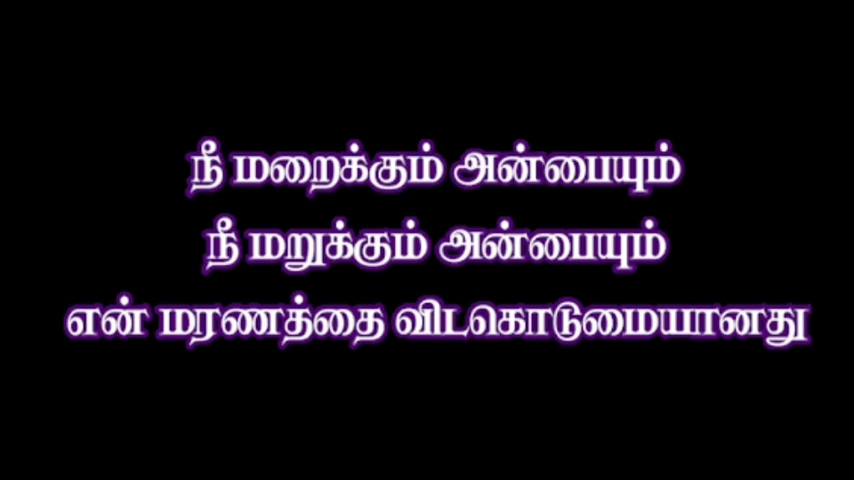 நீ மறைக்கும் அன்பையும்
நீ மறுக்கும் அன்பையும்
என் மரணத்தை விடகொடுமையானது